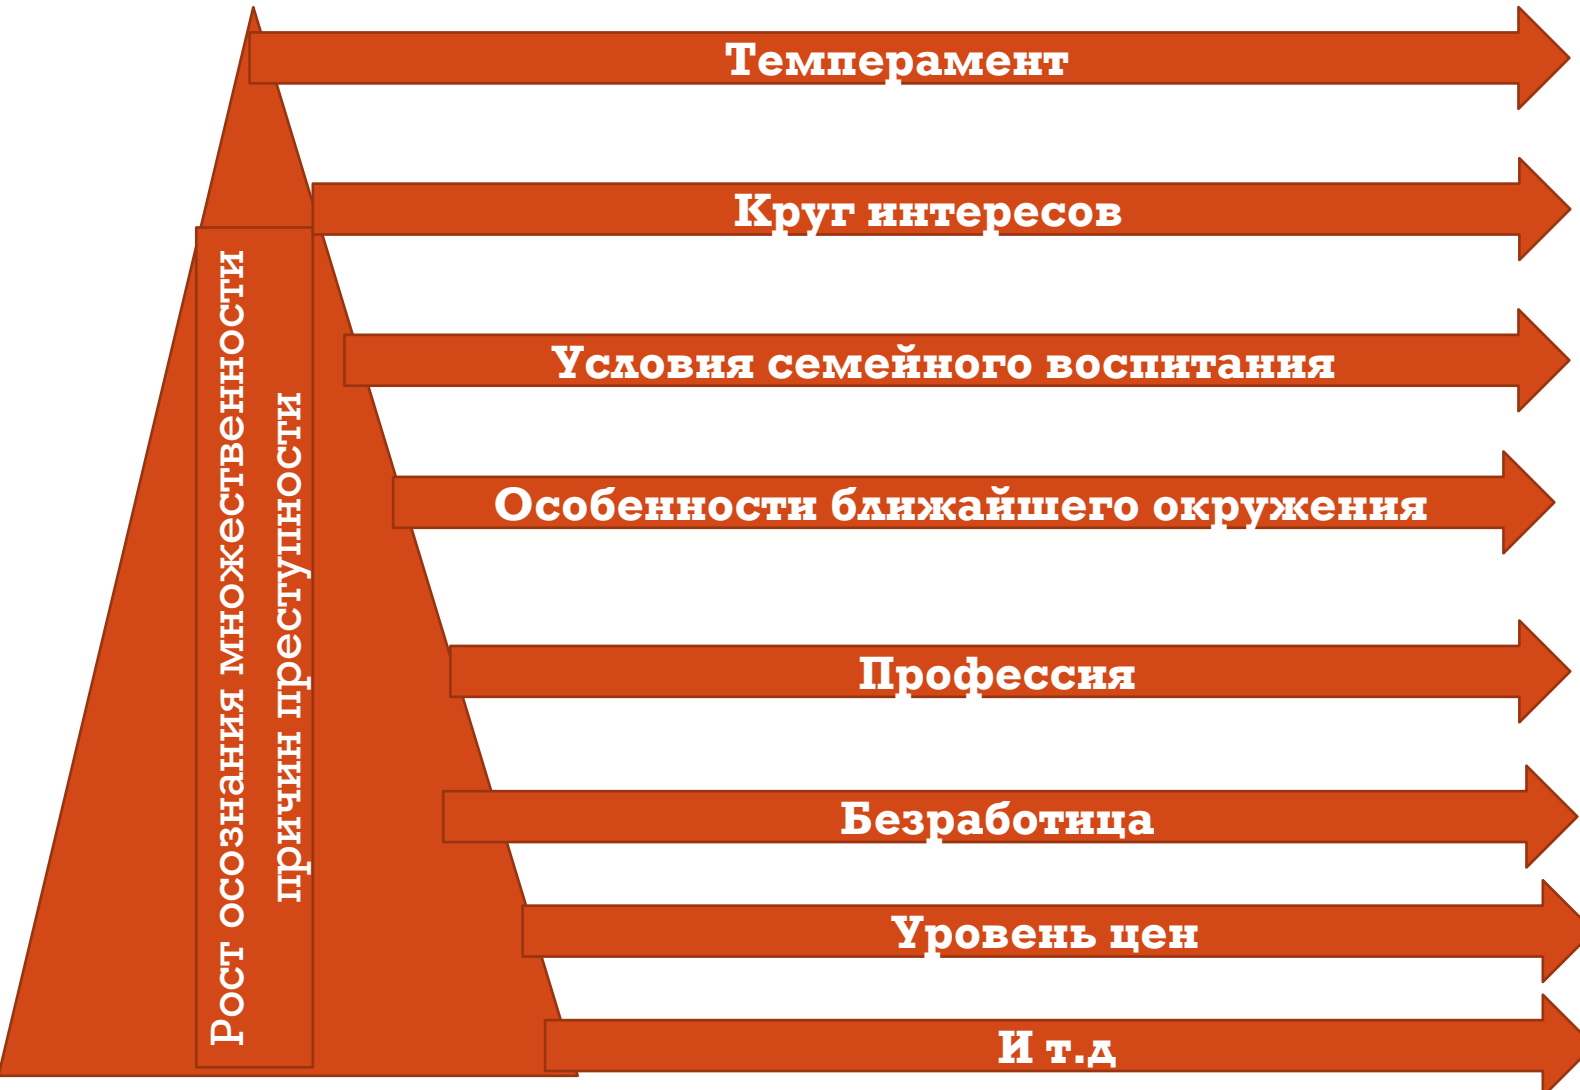 Темперамент
Круг интересов
Условия семейного воспитания
Особенности ближайшего окружения
Профессия
Безработица
Уровень цен
И т.д
Рост осознания множественности
причин преступности